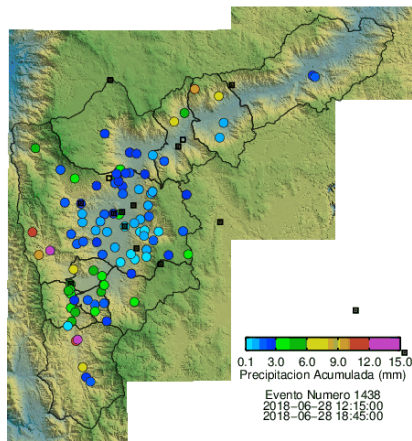 0.1 3.0 6.0 9.0 12.0 15.0
Precipitacion Acumulada (mm)
Evento Numero 1438
2018-06-28 12:15:00
2018-06-28 18:45:00